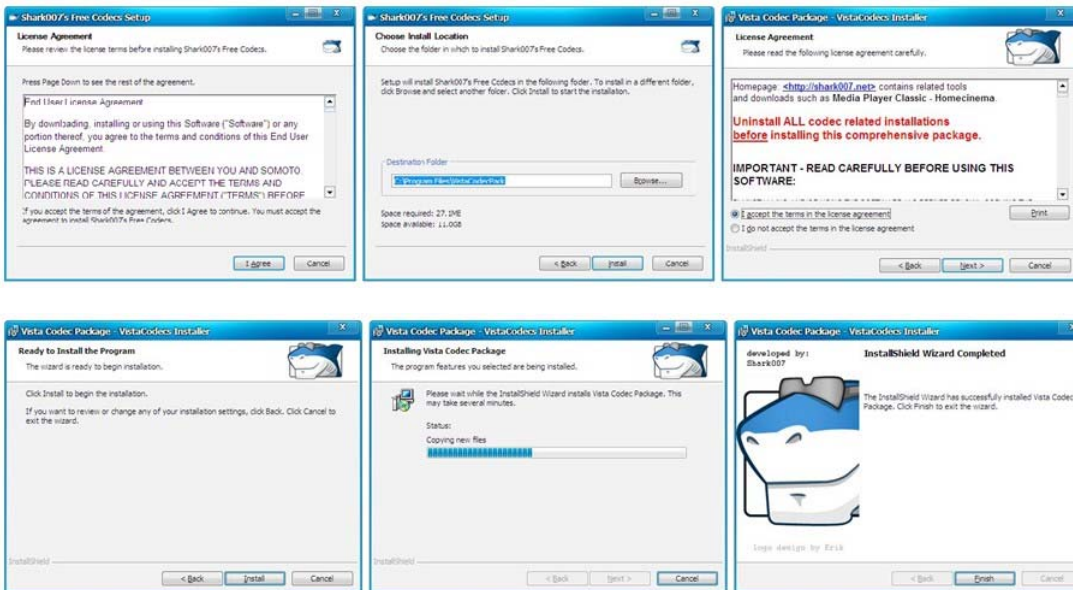 Shark007's Free Codecs Setup
License Agreement
Please review the license terms before installing Shark007's Free Codecs.
Press Page Down to see the rest of the agreement.
End User License Agreement
By downloading, installing or using this Software ("Software") or any
portion thereof, you agree to the terms and conditions of this End User
License Agreement.
THIS IS A LICENSE AGREEMENT BETWEEN YOU AND SOMOTO.
PLEASE READ CAREFULLY AND ACCEPT THE TERMS AND
CONDITIONS OF THIS LICENSE AGREEMENT ("TERMS") BEFORE
If you accept the terms of the agreement, click I Agree to continue. You must accept the
agreement to install Shark007's Free Codecs.
I Agree
Cancel
Shark007's Free Codecs Setup
Choose Install Location
Choose the folder in which to install Shark007's Free Codecs.
Setup will install Shark007's Free Codecs in the following folder. To install in a different folder,
click Browse and select another folder. Click Install to start the installation.
Destination Folder
C:\Program Files\VistaCodecPack
Browse...
Space required: 27.1MB
Space available: 11.0GB
< Back
Install
Cancel
Vista Codec Package - VistaCodecs Installer
License Agreement
Please read the following license agreement carefully.
Homepage: <http://shark007.net> contains related tools
and downloads such as Media Player Classic - Homecinema.
Uninstall ALL codec related installations
before installing this comprehensive package.
IMPORTANT - READ CAREFULLY BEFORE USING THIS
SOFTWARE:
I accept the terms in the license agreement
Print
I do not accept the terms in the license agreement
InstallShield
< Back
Next >
Cancel
Vista Codec Package - VistaCodecs Installer
Ready to Install the Program
The wizard is ready to begin installation.
Click Install to begin the installation.
If you want to review or change any of your installation settings, click Back. Click Cancel to
exit the wizard.
InstallShield
< Back
Install
Cancel
Vista Codec Package - VistaCodecs Installer
Installing Vista Codec Package
The program features you selected are being installed.
Please wait while the InstallShield Wizard installs Vista Codec Package. This
may take several minutes.
Status:
Copying new files
InstallShield
< Back
Next >
Cancel
Vista Codec Package - VistaCodecs Installer
developed by:
Shark007
InstallShield Wizard Completed
The InstallShield Wizard has successfully installed Vista Codec
Package. Click Finish to exit the wizard.
logo design by Erik
< Back
Finish
Cancel